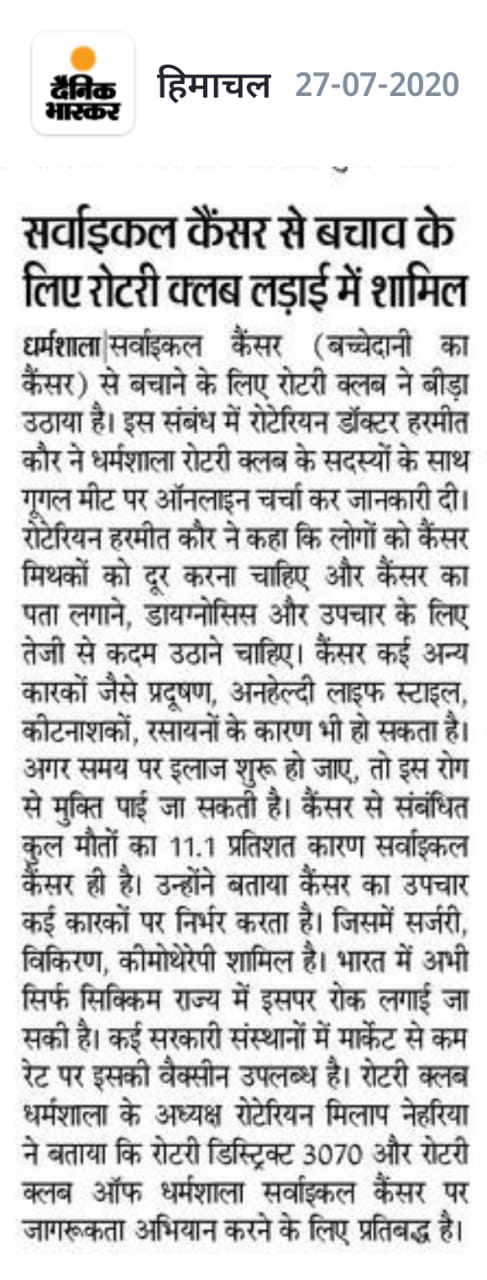 दैनिक
भास्कर
हिमाचल 27-07-2020
सर्वाइकल कैंसर से बचाव के
लिए रोटरी क्लब लड़ाई में शामिल
धर्मशाला|सर्वाइकल कैंसर (बच्चेदानी का
कैंसर) से बचाने के लिए रोटरी क्लब ने बीड़ा
उठाया है। इस संबंध में रोटेरियन डॉक्टर हरमीत
कौर ने धर्मशाला रोटरी क्लब के सदस्यों के साथ
गूगल मीट पर ऑनलाइन चर्चा कर जानकारी दी।
रोटेरियन हरमीत कौर ने कहा कि लोगों को कैंसर
मिथकों को दूर करना चाहिए और कैंसर का
पता लगाने, डायग्नोसिस और उपचार के लिए
तेजी से कदम उठाने चाहिए। कैंसर कई अन्य
कारकों जैसे प्रदूषण, अनहेल्दी लाइफ स्टाइल,
कीटनाशकों, रसायनों के कारण भी हो सकता है।
अगर समय पर इलाज शुरू हो जाए, तो इस रोग
से मुक्ति पाई जा सकती है। कैंसर से संबंधित
कुल मौतों का 11.1 प्रतिशत कारण सर्वाइकल
कैंसर ही है। उन्होंने बताया कैंसर का उपचार
कई कारकों पर निर्भर करता है। जिसमें सर्जरी,
विकिरण, कीमोथेरेपी शामिल है। भारत में अभी
सिर्फ सिक्किम राज्य में इसपर रोक लगाई जा
सकी है। कई सरकारी संस्थानों में मार्केट से कम
रेट पर इसकी वैक्सीन उपलब्ध है। रोटरी क्लब
धर्मशाला के अध्यक्ष रोटेरियन मिलाप नेहरिया
ने बताया कि रोटरी डिस्ट्रिक्ट 3070 और रोटरी
क्लब ऑफ धर्मशाला सर्वाइकल कैंसर पर
जागरूकता अभियान करने के लिए प्रतिबद्ध है।